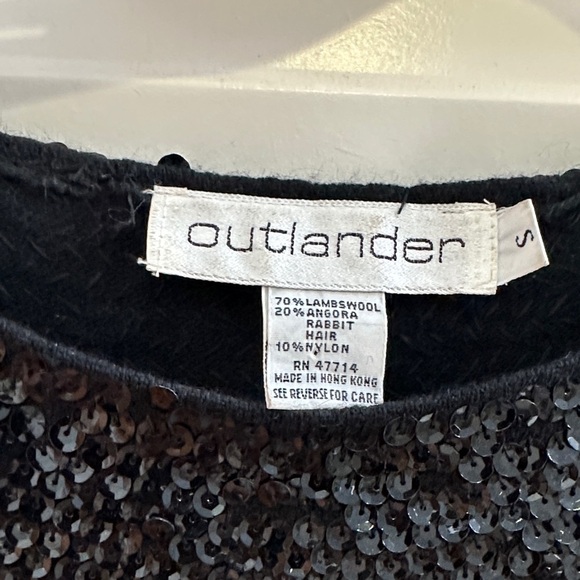 outlander
S
70% LAMBSWOOL
20% ANGORA
RABBIT
HAIR
10% NYLON
RN 47714
MADE IN HONG KONG
SEE REVERSE FOR CARE